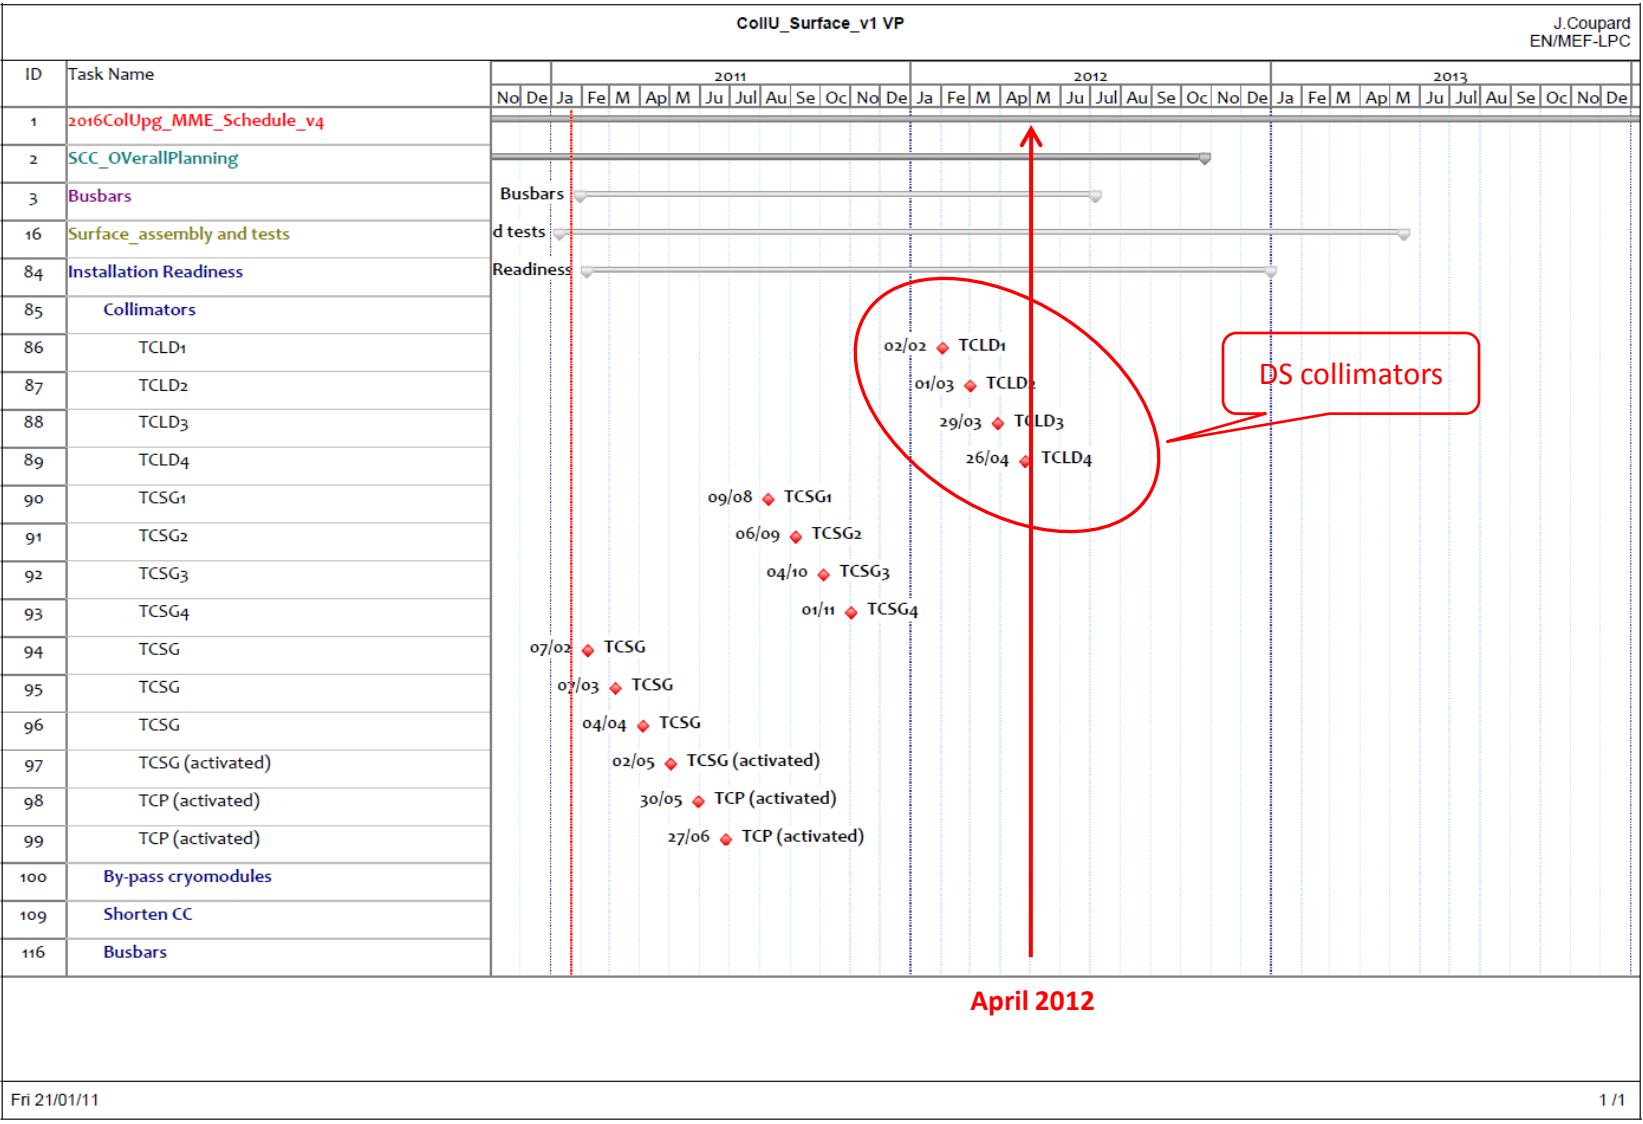 CollU_Surface_v1 VP
J.Coupard
EN/MEF-LPC
ID Task Name
2011 2012 2013
No De Ja Fe M Ap M Ju Jul Au Se Oc No De Ja Fe M Ap M Ju Jul Au Se Oc No De Ja Fe M Ap M Ju Jul Au Se Oc No De
1 2016ColUpg_MME_Schedule_v4
2 SCC_OVerallPlanning
3 Busbars Busbars
16 Surface_assembly and tests d tests
84 Installation Readiness Readiness
85 Collimators
86 TCLD1 02/02 TCLD1
87 TCLD2 01/03 TCLD2
DS collimators
88 TCLD3 29/03 TCLD3
89 TCLD4 26/04 TCLD4
90 TCSG1 09/08 TCSG1
91 TCSG2 06/09 TCSG2
92 TCSG3 04/10 TCSG3
93 TCSG4 01/11 TCSG4
94 TCSG 07/02 TCSG
95 TCSG 07/03 TCSG
96 TCSG 04/04 TCSG
97 TCSG (activated) 02/05 TCSG (activated)
98 TCP (activated) 30/05 TCP (activated)
99 TCP (activated) 27/06 TCP (activated)
100 By-pass cryomodules
109 Shorten CC
116 Busbars
April 2012
Fri 21/01/11
1 /1